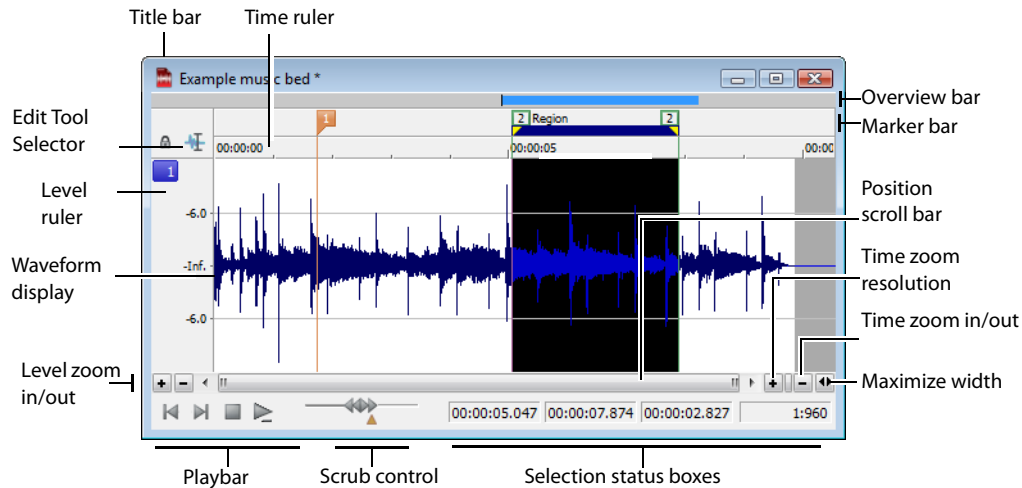 Title bar
Time ruler
Example music bed *
Overview bar
1
2 Region 2
Marker bar
Edit Tool
Selector
00:00:00
00:00:05
00:00
1
Level
ruler
Position
scroll bar
-6.0
Waveform
display
-Inf.
Time zoom
resolution
-6.0
Time zoom in/out
Level zoom
in/out
Maximize width
00:00:05.047 00:00:07.874 00:00:02.827 1:960
Playbar
Scrub control
Selection status boxes